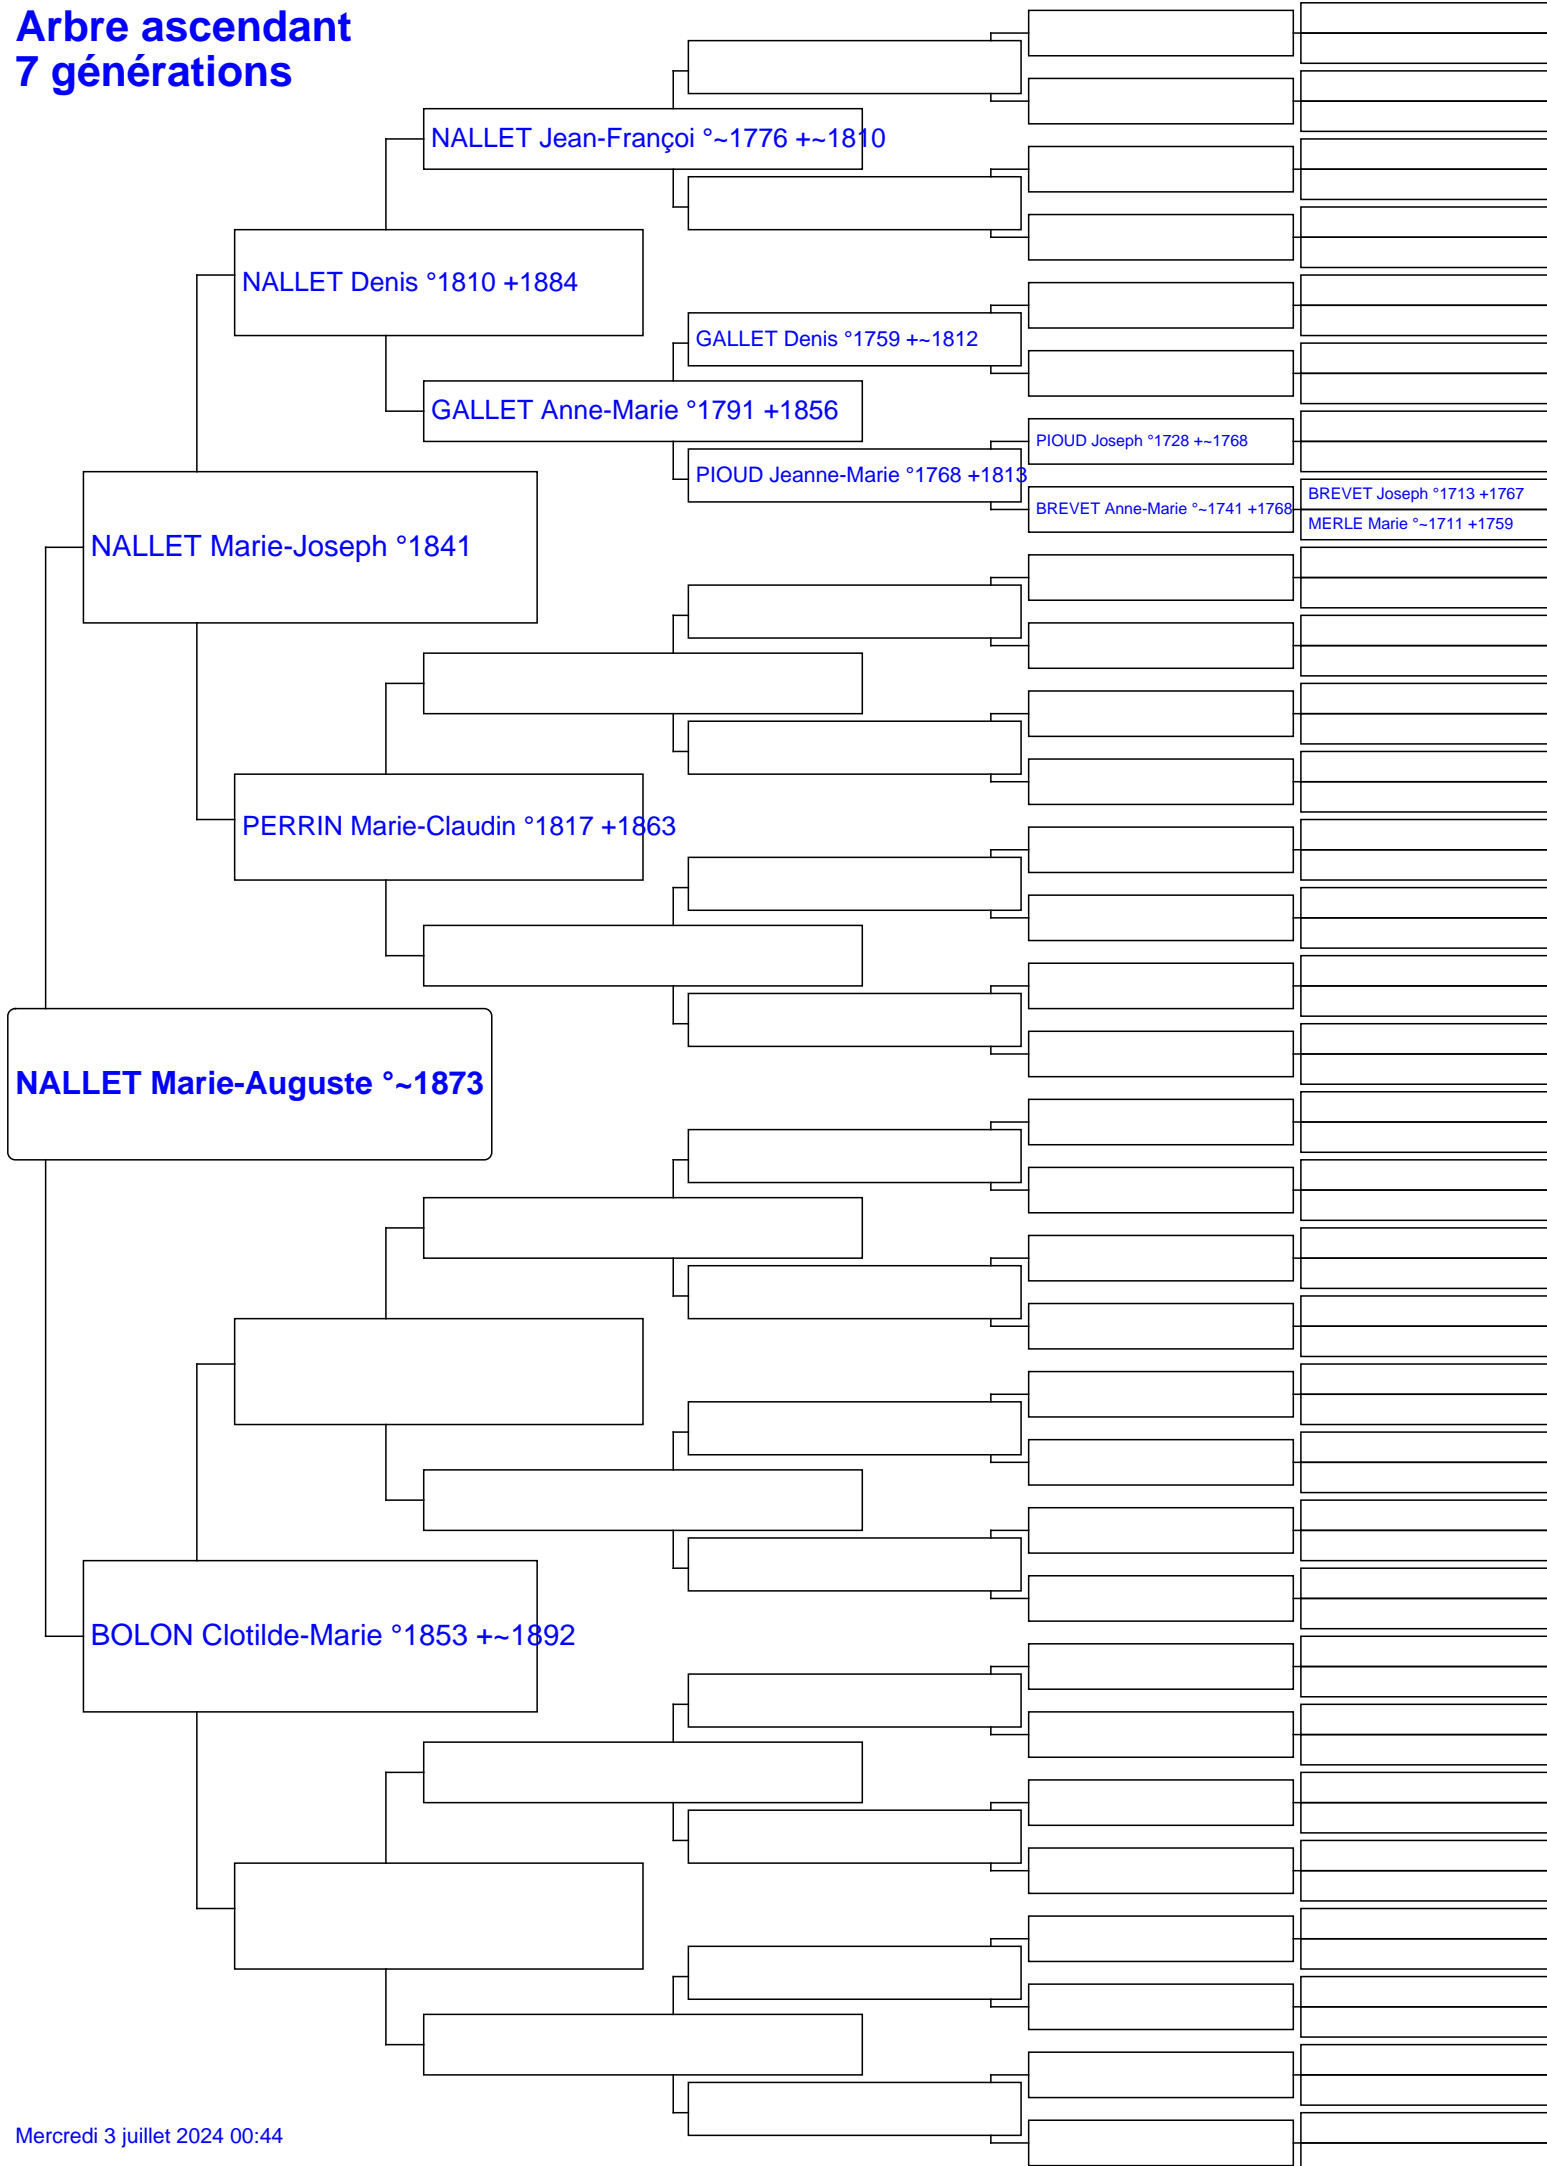 Arbre ascendant
7 générations
NALLET Jean-Françoi °~1776 +~1810
NALLET Denis °1810 +1884
GALLET Denis °1759 +~1812
GALLET Anne-Marie °1791 +1856
PIOUD Joseph °1728 +~1768
PIOUD Jeanne-Marie °1768 +1813
BREVET Joseph °1713 +1767
BREVET Anne-Marie °~1741 +1768
MERLE Marie °~1711 +1759
NALLET Marie-Joseph °1841
PERRIN Marie-Claudin °1817 +1863
NALLET Marie-Auguste °~1873
BOLON Clotilde-Marie °1853 +~1892
Mercredi 3 juillet 2024 00:44